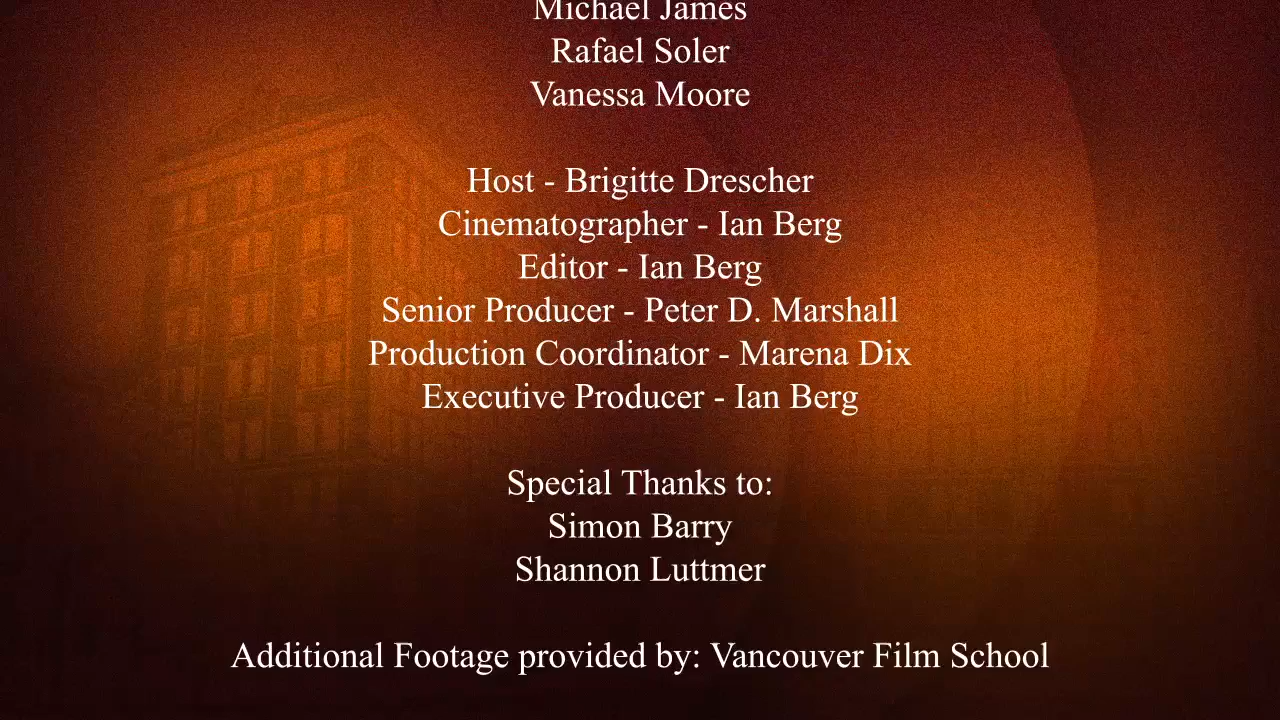 Michael James
Rafael Soler
Vanessa Moore
Host - Brigitte Drescher
Cinematographer - Ian Berg
Editor - Ian Berg
Senior Producer - Peter D. Marshall
Production Coordinator - Marena Dix
Executive Producer - Ian Berg
Special Thanks to:
Simon Barry
Shannon Luttmer
Additional Footage provided by: Vancouver Film School